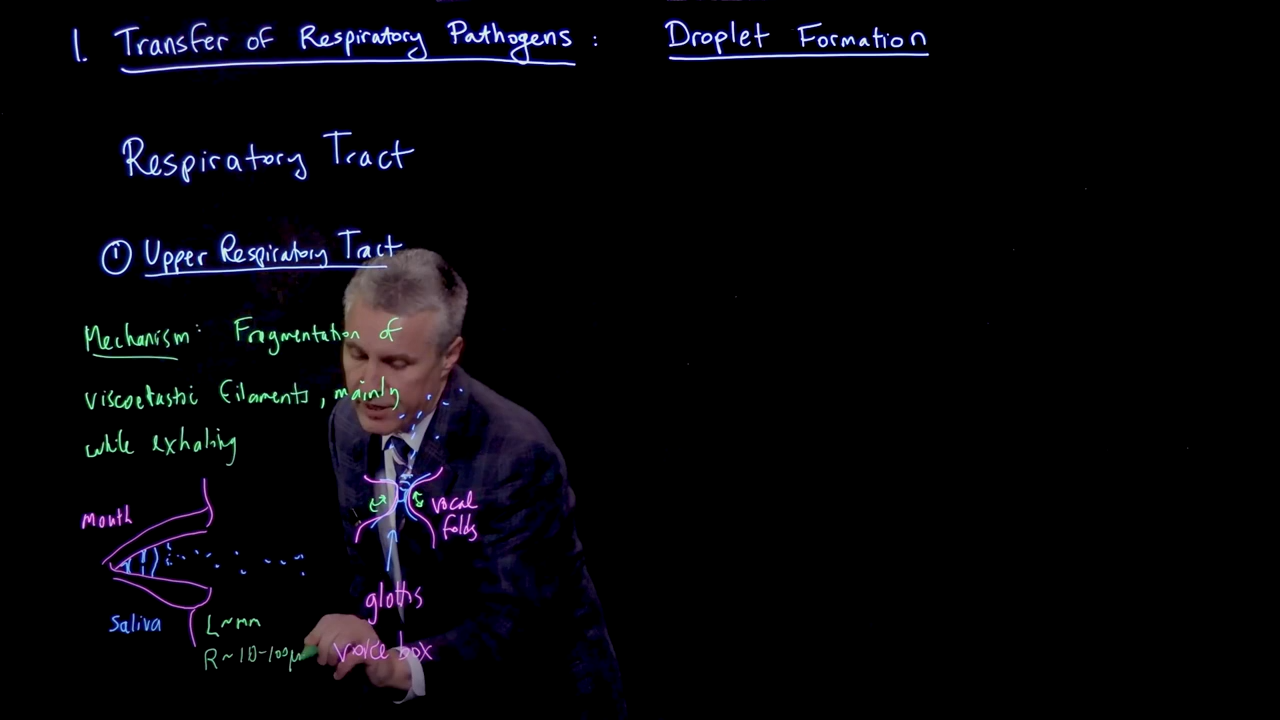 1. Transfer of Respiratory Pathogens : Droplet Formation
Respiratory Tract
① Upper Respiratory Tract
Mechanism: Fragmentation of
viscoelastic filaments, mainly
while exhaling
Mouth
vocal
folds
Saliva
L~mm
R~10-100μ
glottis
voice box